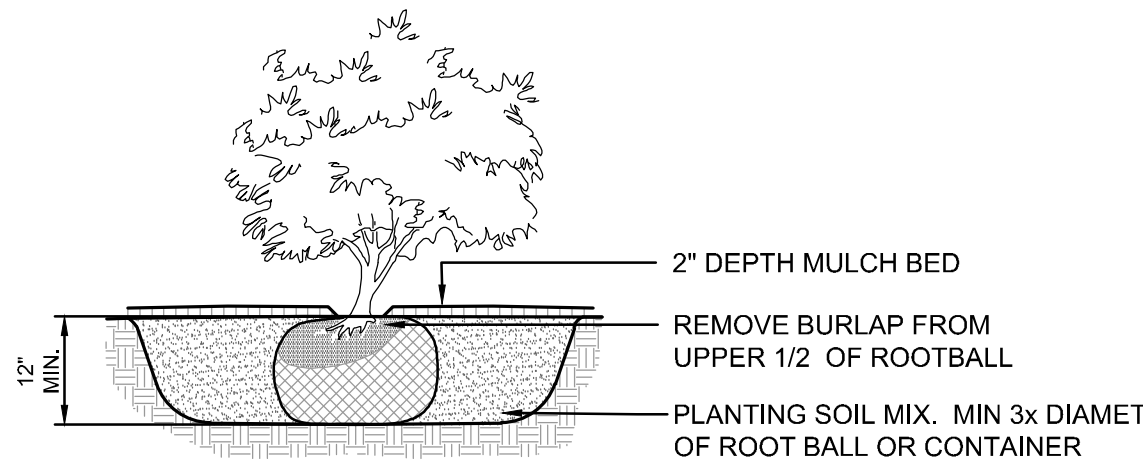 2" DEPTH MULCH BED
REMOVE BURLAP FROM
UPPER 1/2 OF ROOTBALL
12"
MIN.
PLANTING SOIL MIX. MIN 3x DIAMET
OF ROOT BALL OR CONTAINER